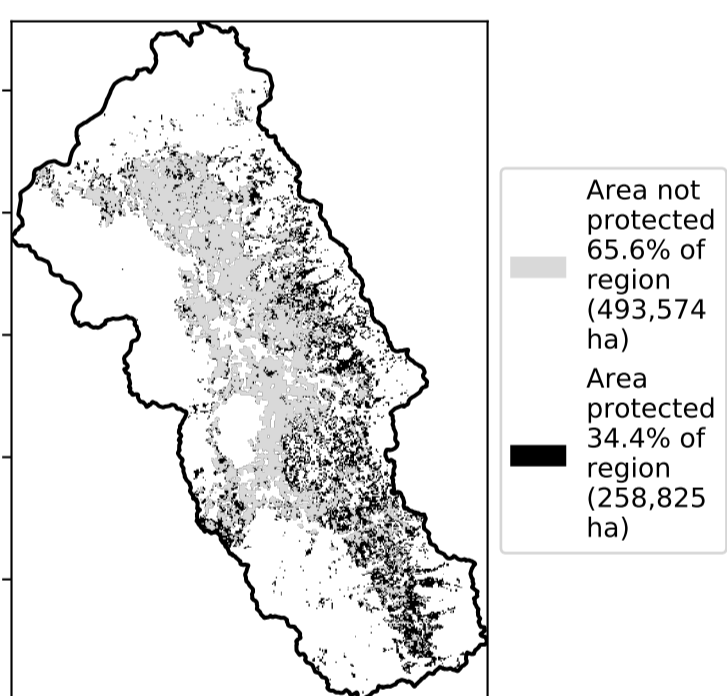 Area not
protected
65.6% of
region
(493,574
ha)
Area
protected
34.4% of
region
(258,825
ha)